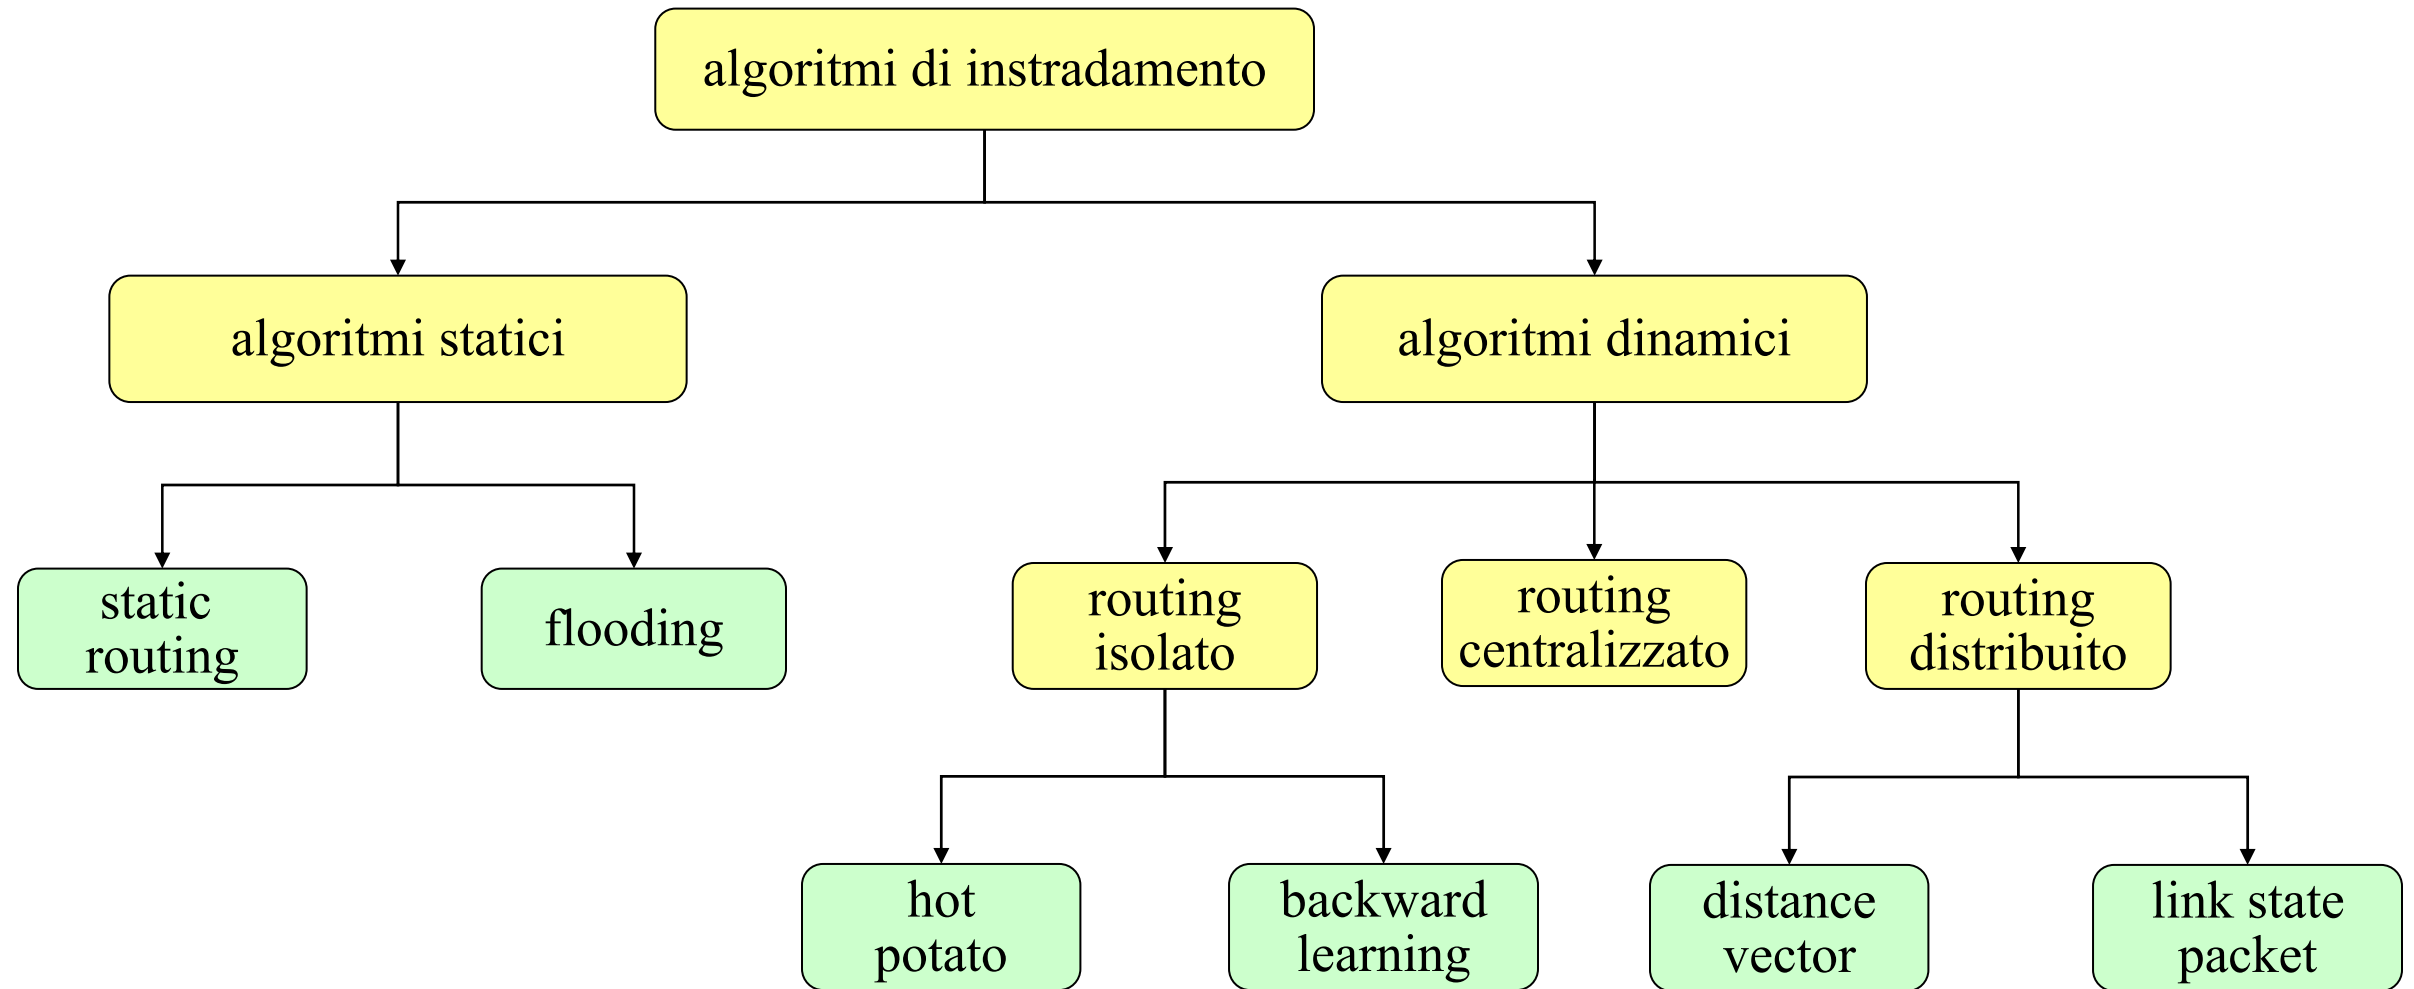 algoritmi di instradamento
algoritmi statici
algoritmi dinamici
static
routing
flooding
routing
isolato
routing
centralizzato
routing
distribuito
hot
potato
backward
learning
distance
vector
link state
packet